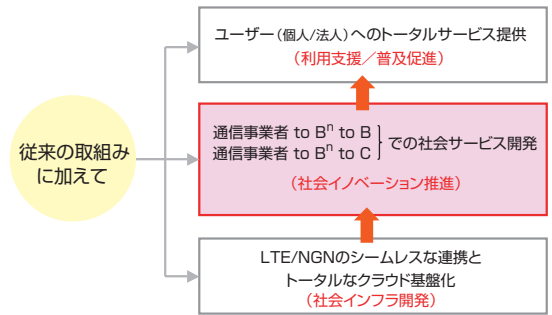 従来の取組み
に加えて
ユーザー（個人/法人）へのトータルサービス提供
（利用支援／普及促進）
通信事業者 to Bⁿ to B
通信事業者 to Bⁿ to C
での社会サービス開発
（社会イノベーション推進）
LTE/NGNのシームレスな連携と
トータルなクラウド基盤化
（社会インフラ開発）